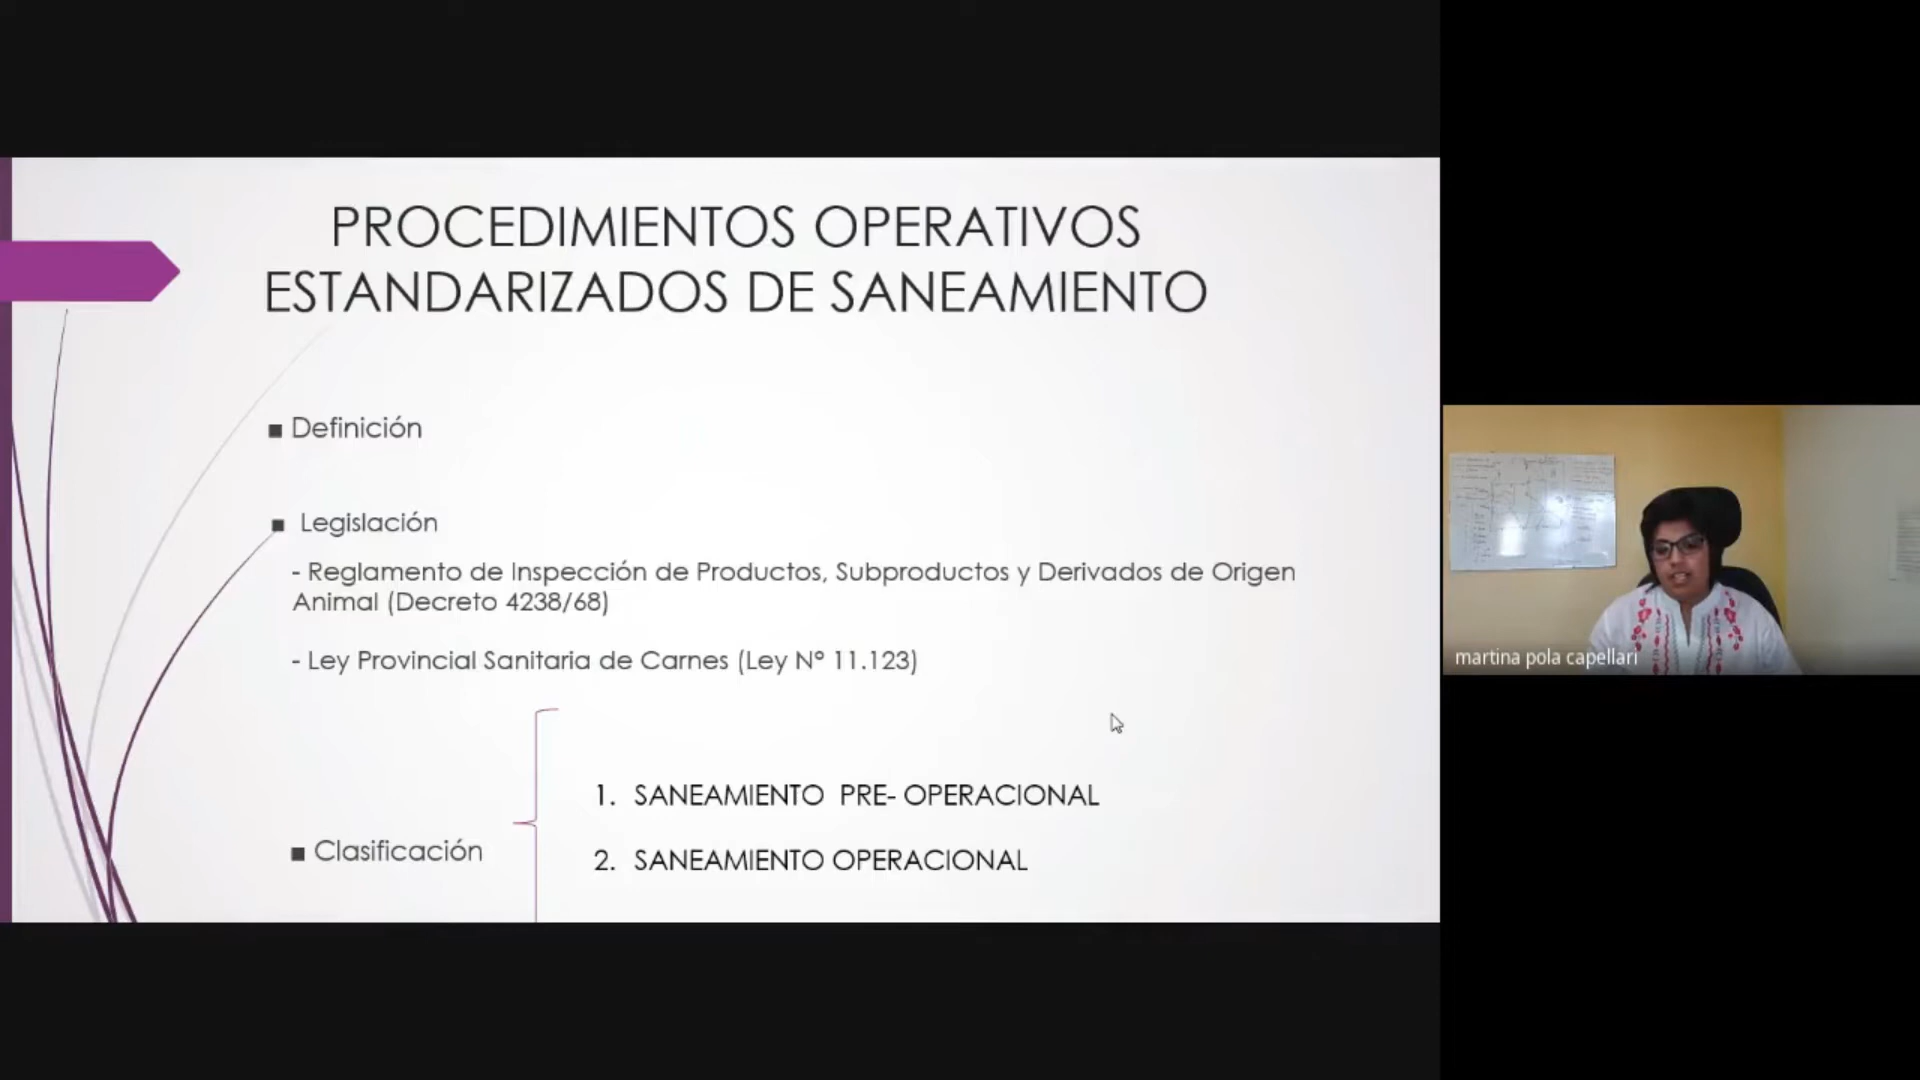 PROCEDIMIENTOS OPERATIVOS
ESTANDARIZADOS DE SANEAMIENTO
■ Definición
■ Legislación
- Reglamento de Inspección de Productos, Subproductos y Derivados de Origen
Animal (Decreto 4238/68)
- Ley Provincial Sanitaria de Carnes (Ley Nº 11.123)
1. SANEAMIENTO PRE- OPERACIONAL
■ Clasificación
2. SANEAMIENTO OPERACIONAL
martina pola capellari